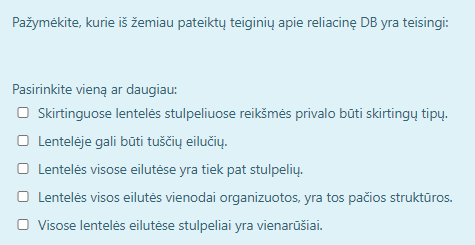 Pažymėkite, kurie iš žemiau pateiktų teiginių apie reliacinę DB yra teisingi:
Pasirinkite vieną ar daugiau:
Skirtinguose lentelės stulpeliuose reikšmės privalo būti skirtingų tipų.
Lentelėje gali būti tuščių eilučių.
Lentelės visose eilutėse yra tiek pat stulpelių.
Lentelės visos eilutės vienodai organizuotos, yra tos pačios struktūros.
Visose lentelės eilutėse stulpeliai yra vienarūšiai.